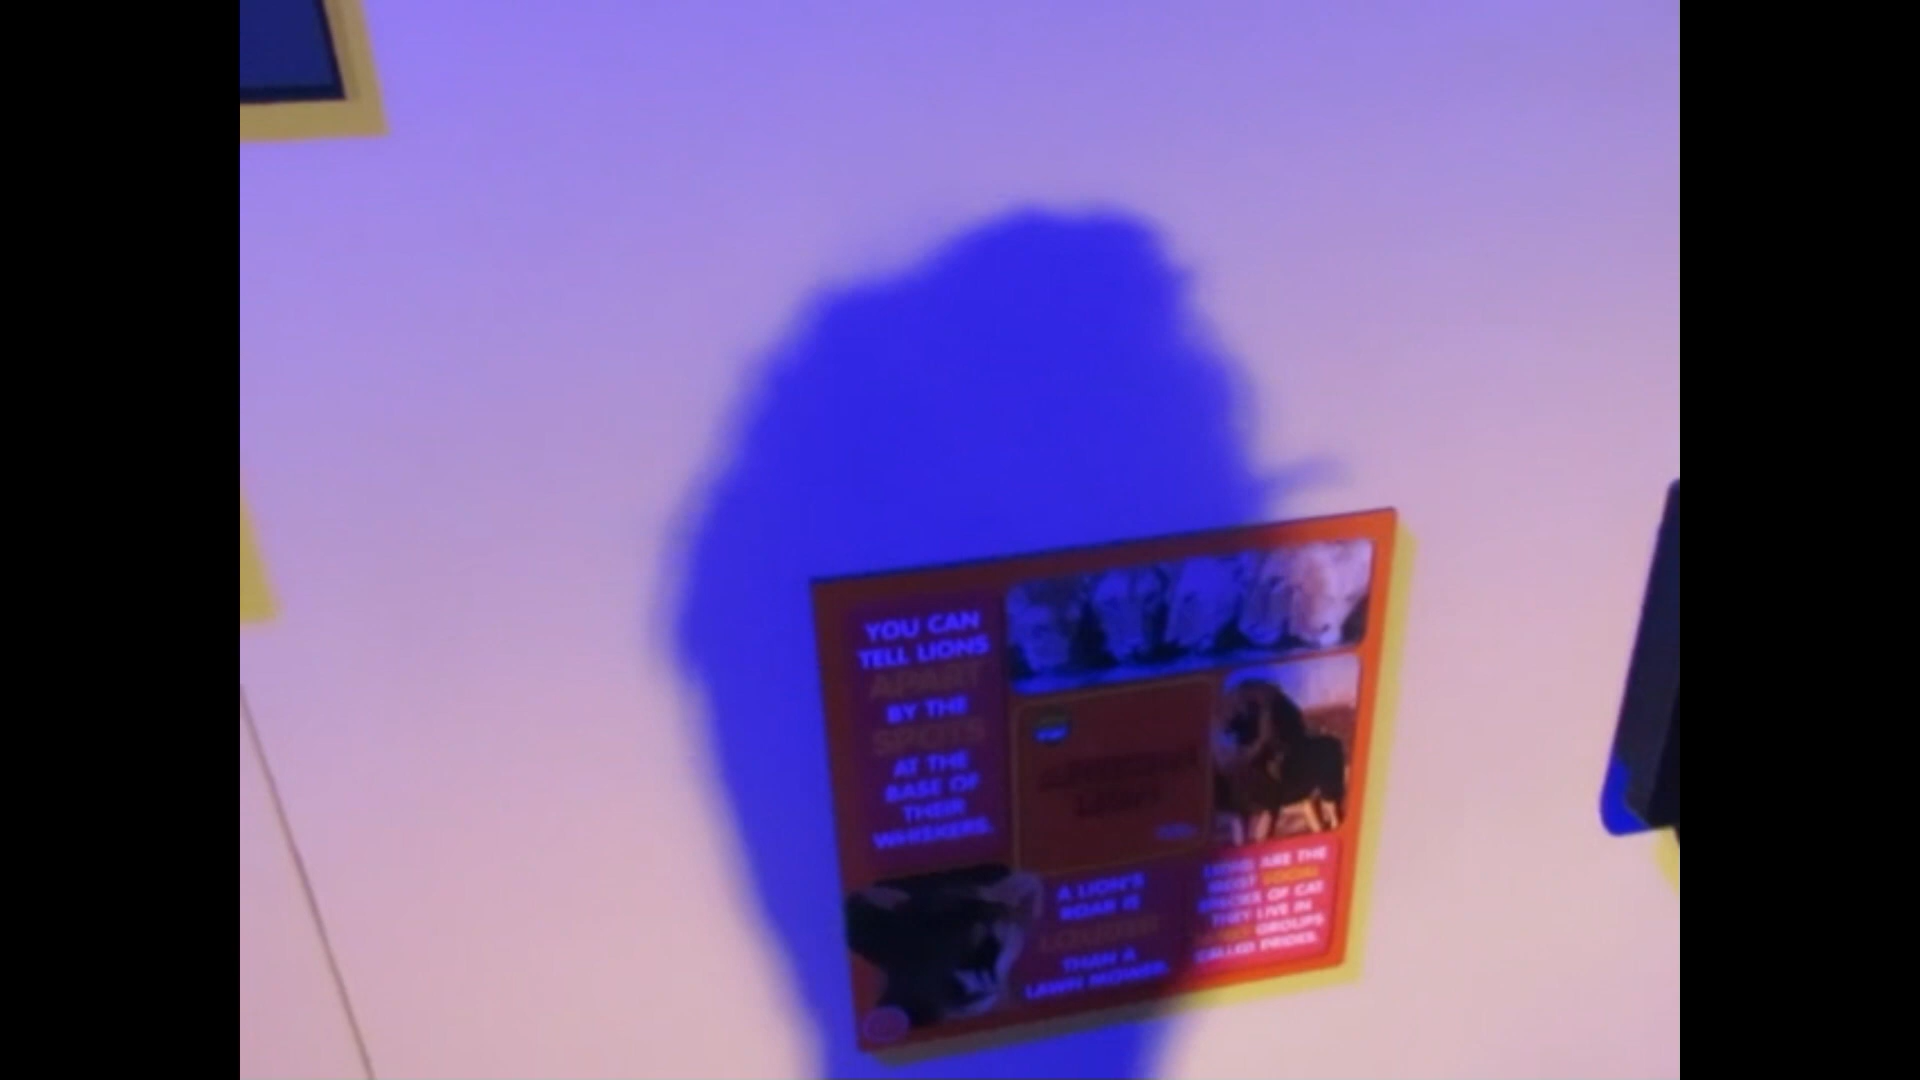 YOU CAN
TELL LIONS
APART
BY THE
SPOTS
AT THE
BASE OF
THEIR
WHISKERS.
A LION'S
ROAR IS
LOUDER
THAN A
LAWN MOWER.
LIONS ARE THE
MOST SOCIAL
SPECIES OF CAT
THEY LIVE IN
GROUPS
CALLED PRIDES.